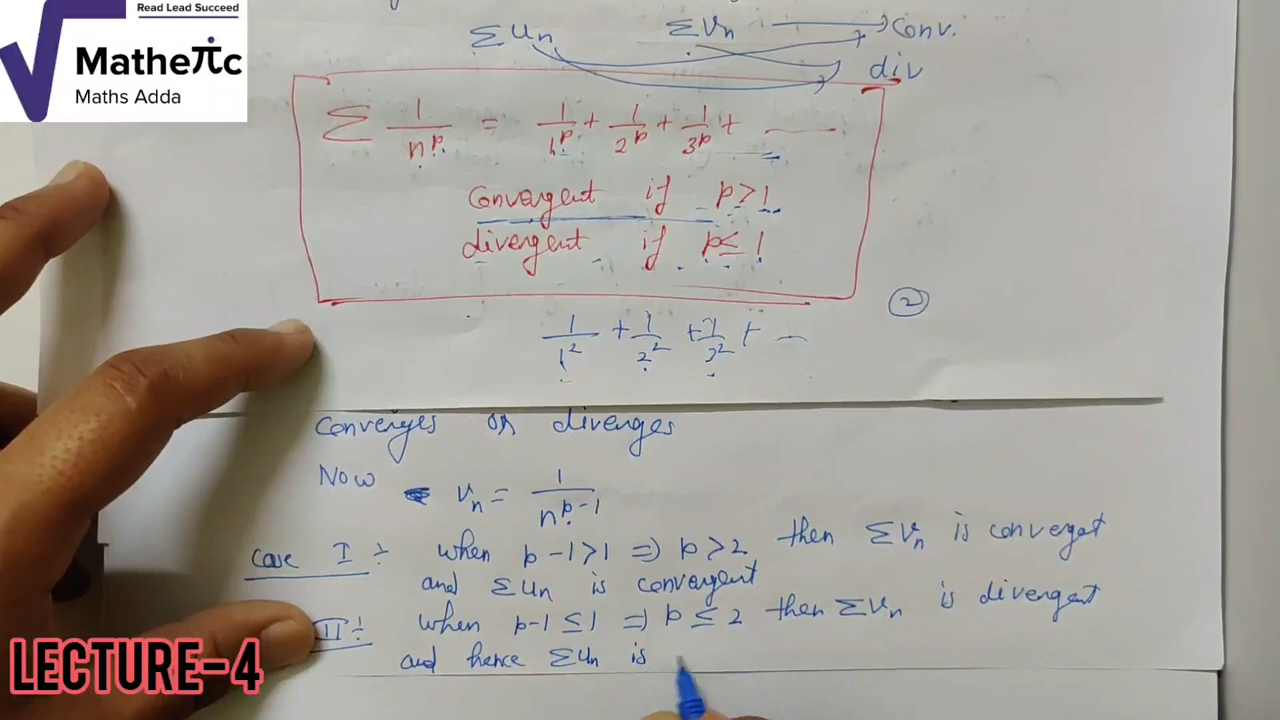 Read Lead Succeed
Matheπc
Maths Adda
Σun Σvn → Conv.
div
Σ 1/n^p = 1/1^p + 1/2^p + 1/3^p + ----
Convergent if p > 1
divergent if p ≤ 1
②
1/1² + 1/2² + 1/3² + --
Converges or diverges
Now vn = 1/n^(p-1)
Case I :- when p-1>1 ⇒ p>2 then Σvn is converget
and Σun is convergent
II :- when p-1 ≤ 1 ⇒ p ≤ 2 then Σvn is divergent
and hence Σun is
LECTURE-4